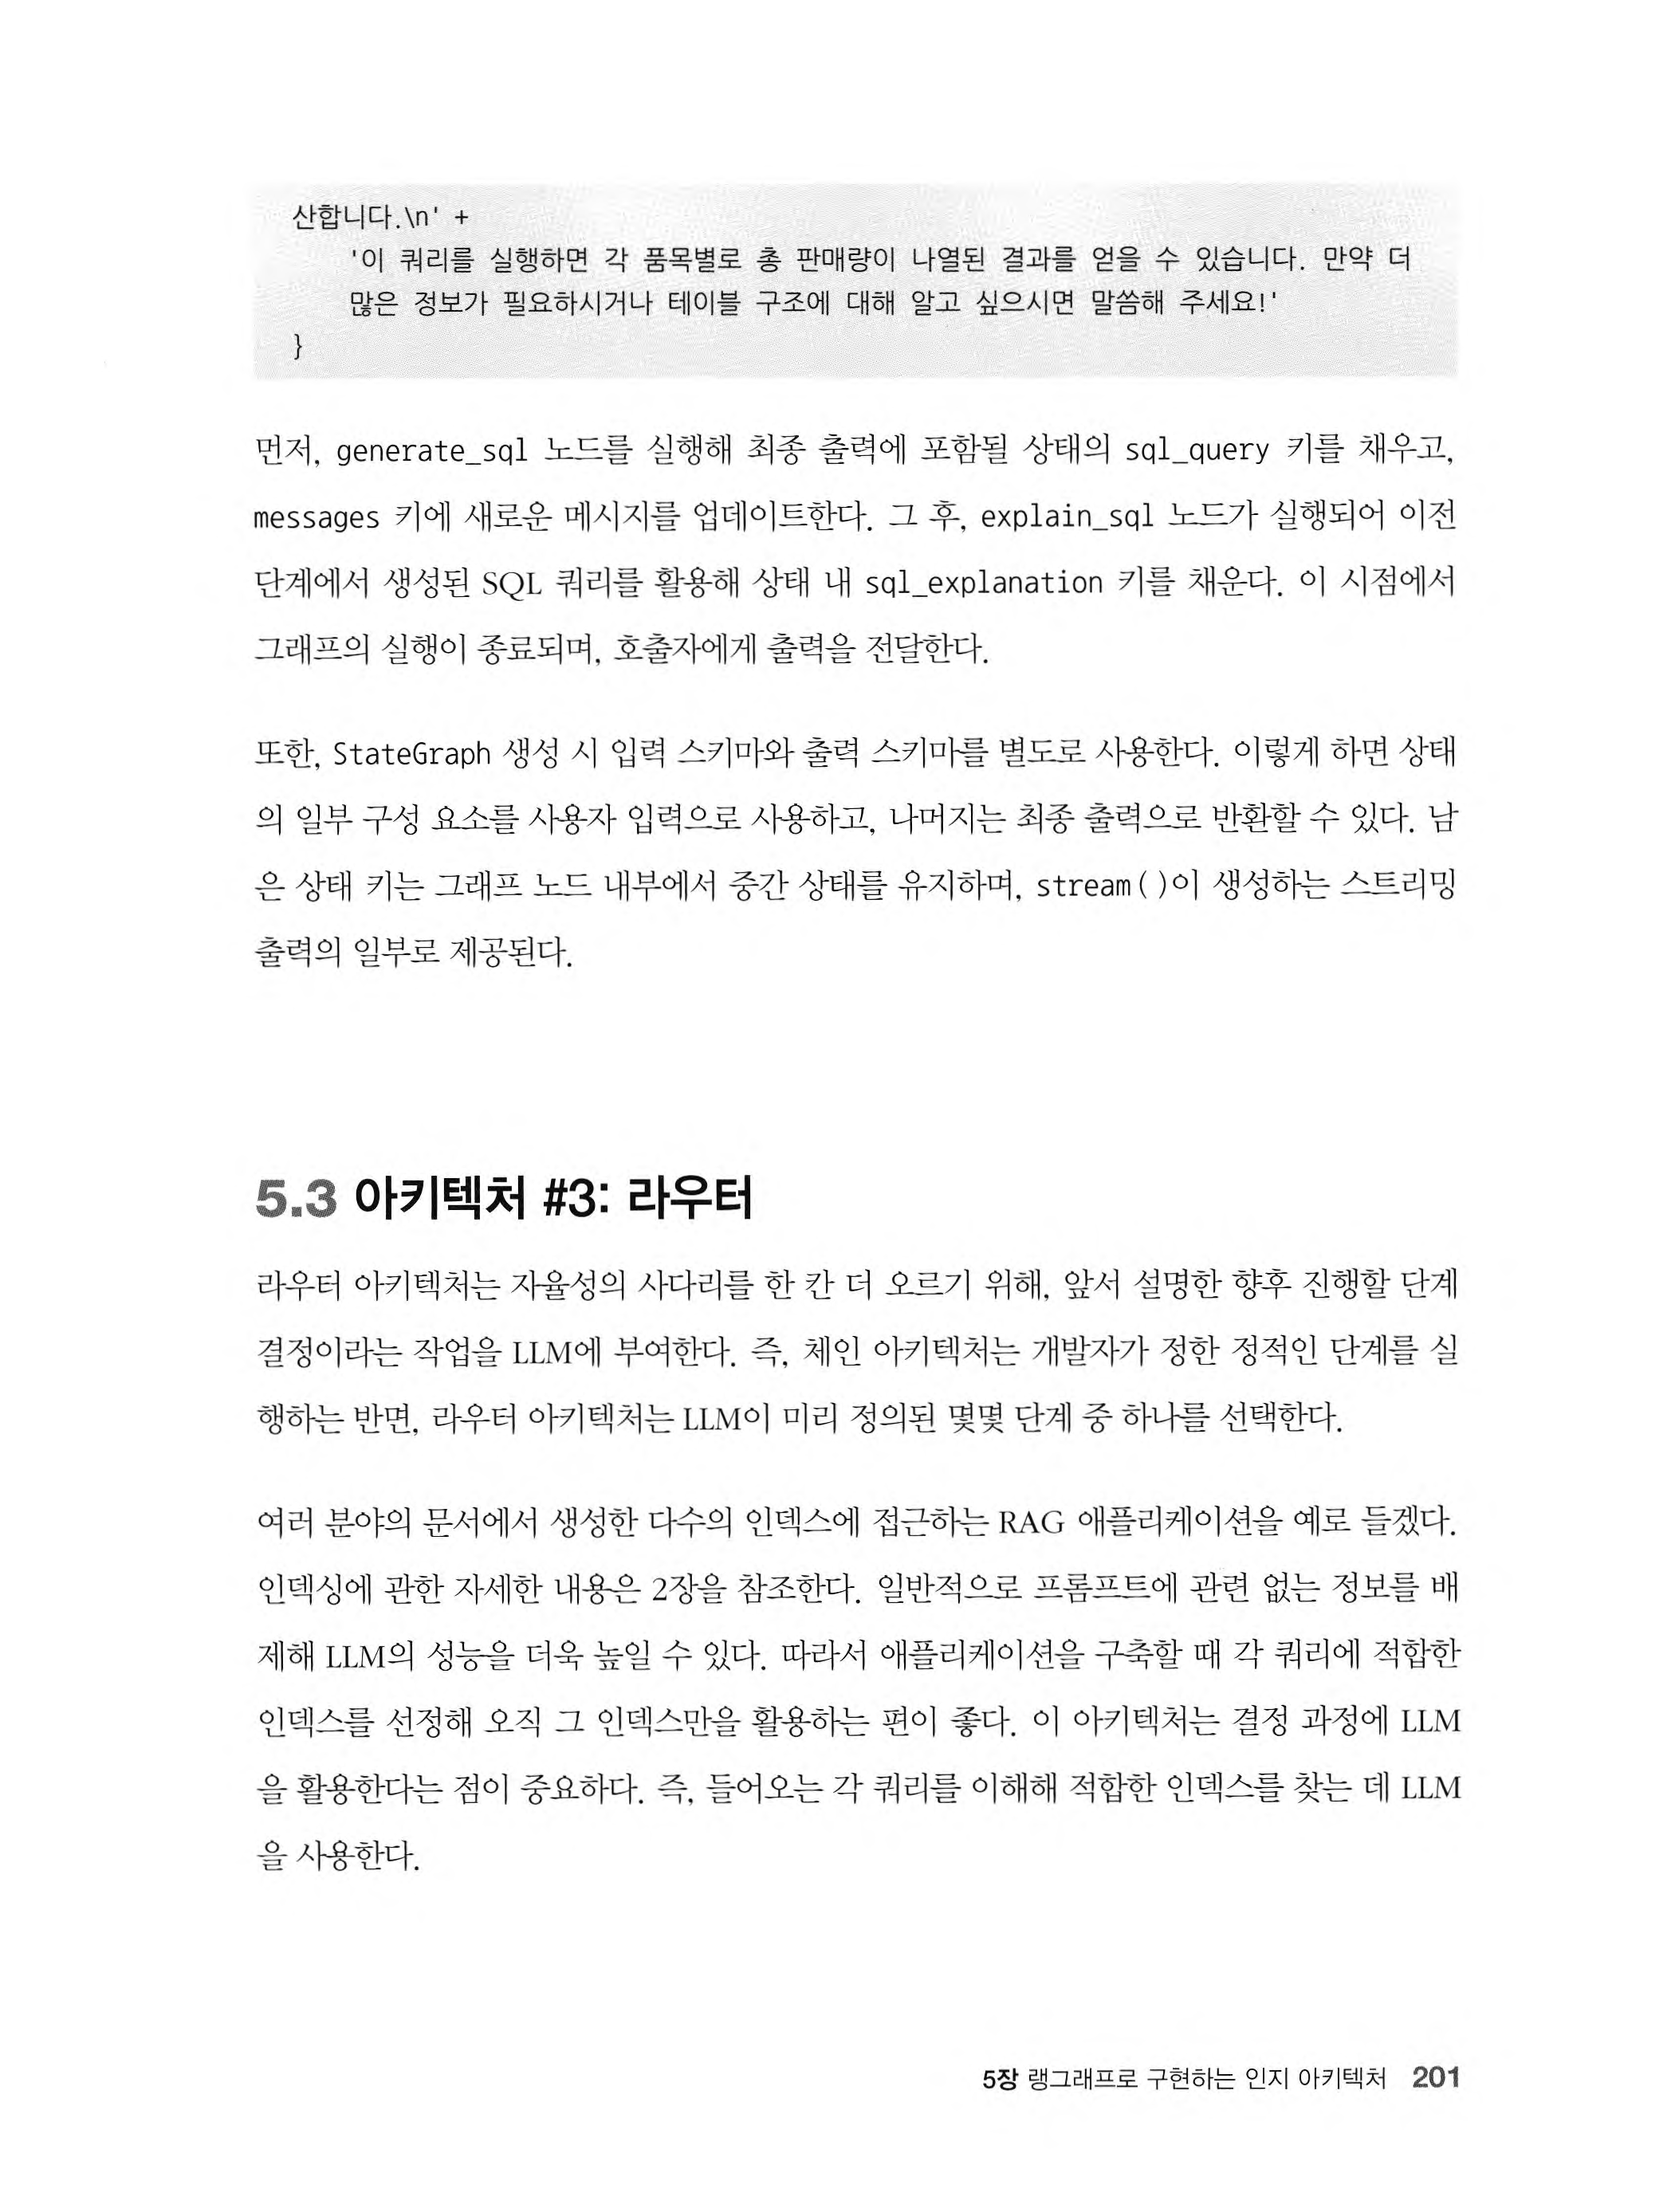 산합니다.\n' +
'이 쿼리를 실행하면 각 품목별로 총 판매량이 나열된 결과를 얻을 수 있습니다. 만약 더
많은 정보가 필요하시거나 테이블 구조에 대해 알고 싶으시면 말씀해 주세요!'
}
먼저, generate_sql 노드를 실행해 최종 출력에 포함될 상태의 sql_query 키를 채우고,
messages 키에 새로운 메시지를 업데이트한다. 그 후, explain_sql 노드가 실행되어 이전
단계에서 생성된 SQL 쿼리를 활용해 상태 내 sql_explanation 키를 채운다. 이 시점에서
그래프의 실행이 종료되며, 호출자에게 출력을 전달한다.
또한, StateGraph 생성 시 입력 스키마와 출력 스키마를 별도로 사용한다. 이렇게 하면 상태
의 일부 구성 요소를 사용자 입력으로 사용하고, 나머지는 최종 출력으로 반환할 수 있다. 남
은 상태 키는 그래프 노드 내부에서 중간 상태를 유지하며, stream()이 생성하는 스트리밍
출력의 일부로 제공된다.
5.3 아키텍처 #3: 라우터
라우터 아키텍처는 자율성의 사다리를 한 칸 더 오르기 위해, 앞서 설명한 향후 진행할 단계
결정이라는 작업을 LLM에 부여한다. 즉, 체인 아키텍처는 개발자가 정한 정적인 단계를 실
행하는 반면, 라우터 아키텍처는 LLM이 미리 정의된 몇몇 단계 중 하나를 선택한다.
여러 분야의 문서에서 생성한 다수의 인덱스에 접근하는 RAG 애플리케이션을 예로 들겠다.
인덱싱에 관한 자세한 내용은 2장을 참조한다. 일반적으로 프롬프트에 관련 없는 정보를 배
제해 LLM의 성능을 더욱 높일 수 있다. 따라서 애플리케이션을 구축할 때 각 쿼리에 적합한
인덱스를 선정해 오직 그 인덱스만을 활용하는 편이 좋다. 이 아키텍처는 결정 과정에 LLM
을 활용한다는 점이 중요하다. 즉, 들어오는 각 쿼리를 이해해 적합한 인덱스를 찾는 데 LLM
을 사용한다.
5장 랭그래프로 구현하는 인지 아키텍처 201